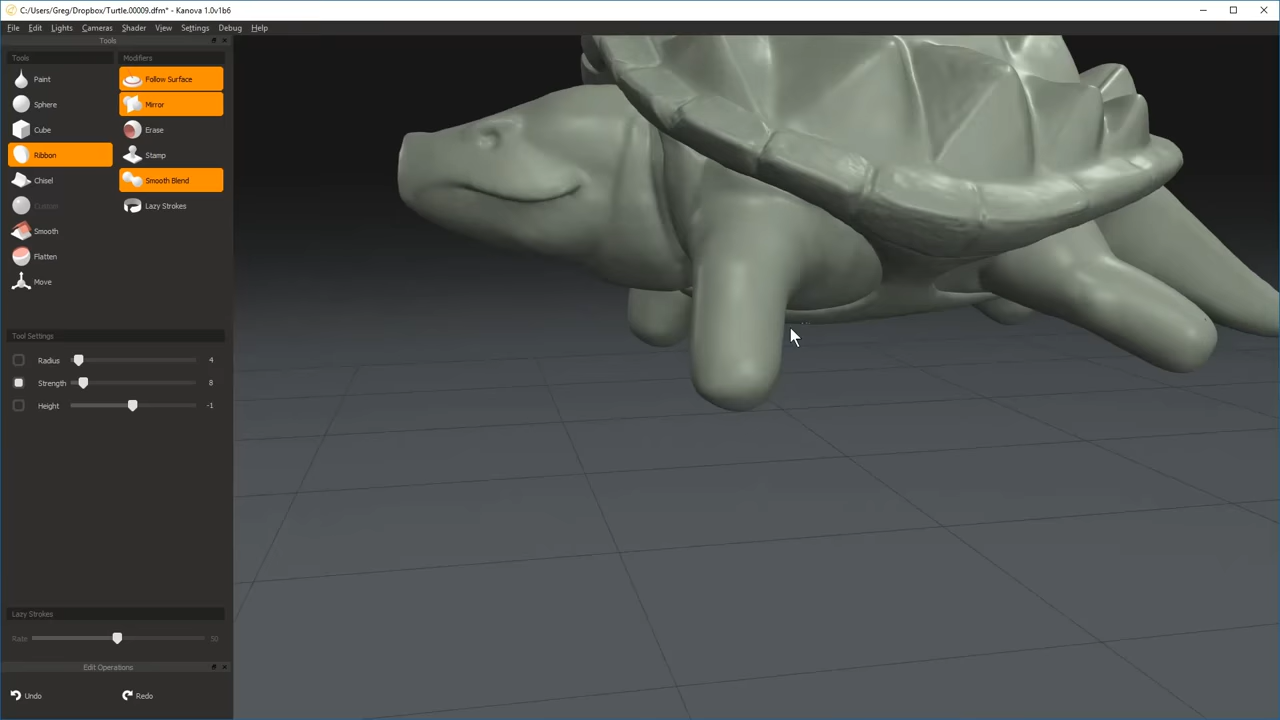 C:/Users/Greg/Dropbox/Turtle.00009.dfm* - Kanova 1.0v1b6
File Edit Lights Cameras Shader View Settings Debug Help
Tools
Tools Modifiers
Paint Follow Surface
Sphere Mirror
Cube Erase
Ribbon Stamp
Chisel Smooth Blend
Lazy Strokes
Smooth
Flatten
Move
Tool Settings
Radius 4
Strength 8
Height -1
Lazy Strokes
Rate 50
Edit Operations
Undo Redo